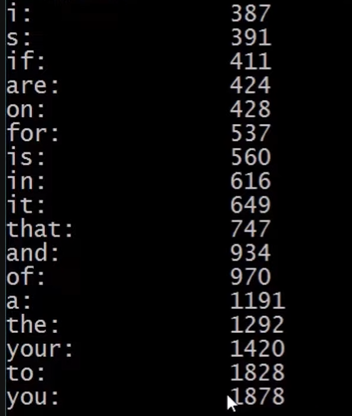 i: 387
s: 391
if: 411
are: 424
on: 428
for: 537
is: 560
in: 616
it: 649
that: 747
and: 934
of: 970
a: 1191
the: 1292
your: 1420
to: 1828
you: 1878